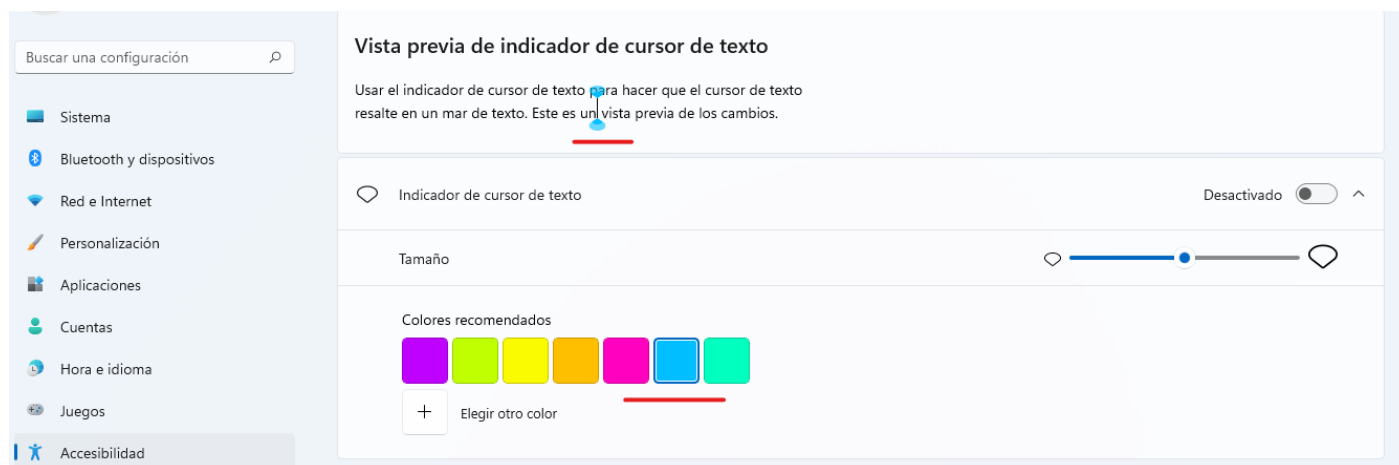 Buscar una configuración
Sistema
Bluetooth y dispositivos
Red e Internet
Personalización
Aplicaciones
Cuentas
Hora e idioma
Juegos
Accesibilidad
Vista previa de indicador de cursor de texto
Usar el indicador de cursor de texto para hacer que el cursor de texto
resalte en un mar de texto. Este es un vista previa de los cambios.
Indicador de cursor de texto
Desactivado
Tamaño
Colores recomendados
Elegir otro color